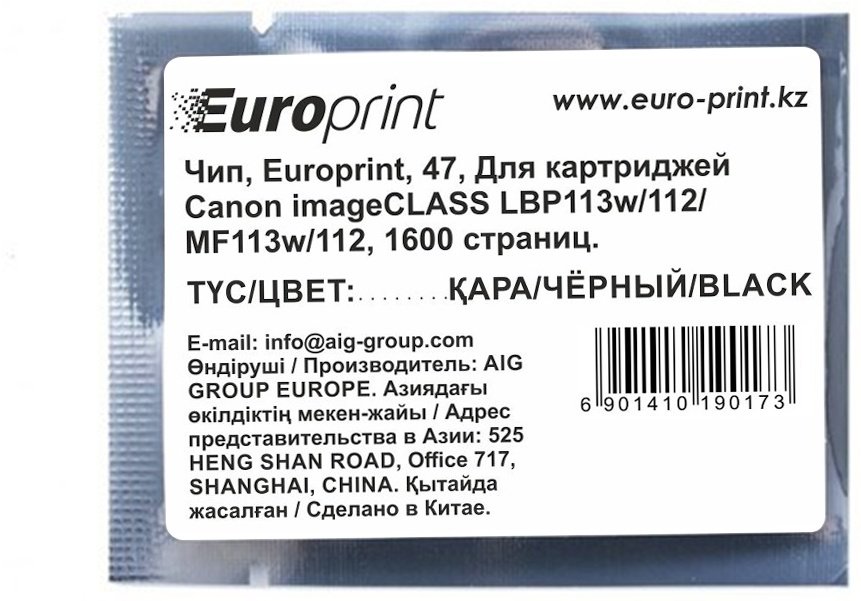 Europrint
www.euro-print.kz
Чип, Europrint, 47, Для картриджей
Canon imageCLASS LBP113w/112/
MF113w/112, 1600 страниц.
ТҮС/ЦВЕТ:........ҚАРА/ЧЁРНЫЙ/BLACK
E-mail: info@aig-group.com
Өндіруші / Производитель: AIG
GROUP EUROPE. Азиядағы
өкілдіктің мекен-жайы / Адрес
представительства в Азии: 525
HENG SHAN ROAD, Office 717,
SHANGHAI, CHINA. Қытайда
жасалған / Сделано в Китае.
6 901410 190173